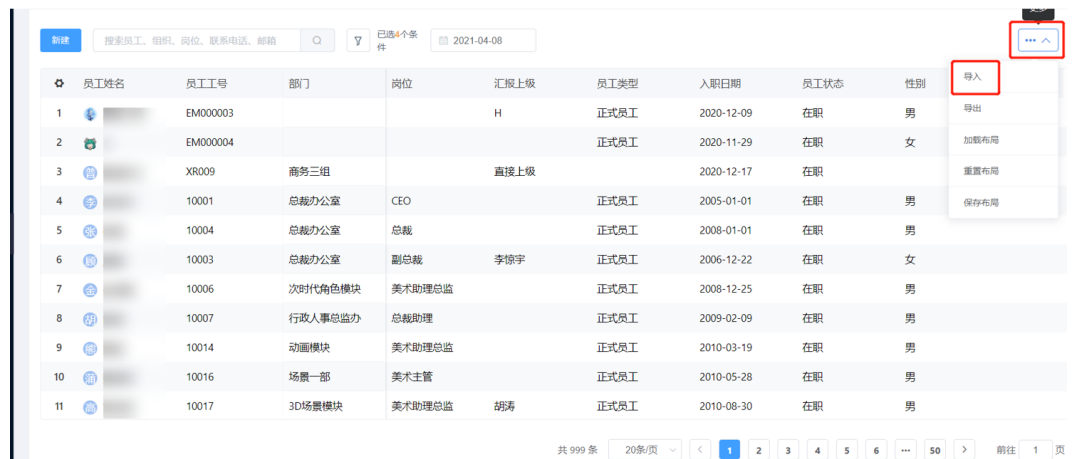 更多
新建
搜索员工、组织、岗位、联系电话、邮箱
已选4个条件
2021-04-08
员工姓名 员工工号 部门 岗位 汇报上级 员工类型 入职日期 员工状态 性别
导入
导出
加载布局
重置布局
保存布局
1 EM000003 H 正式员工 2020-12-09 在职 男
2 EM000004 正式员工 2020-11-29 在职 女
3 XR009 商务三组 直接上级 2020-12-17 在职
4 李 10001 总裁办公室 CEO 正式员工 2005-01-01 在职 男
5 张 10004 总裁办公室 总裁 正式员工 2008-01-01 在职 男
6 顾 10003 总裁办公室 副总裁 李惊宇 正式员工 2006-12-22 在职 女
7 金 10006 次时代角色模块 美术助理总监 正式员工 2008-12-25 在职 男
8 胡 10007 行政人事总监办 总裁助理 正式员工 2009-02-09 在职 男
9 10014 动画模块 美术助理总监 正式员工 2010-03-19 在职 男
10 蒲 10016 场景一部 美术主管 正式员工 2010-05-28 在职 男
11 高 10017 3D场景模块 美术助理总监 胡涛 正式员工 2010-08-30 在职 男
共 999 条 20条/页 1 2 3 4 5 6 ••• 50 前往 1 页